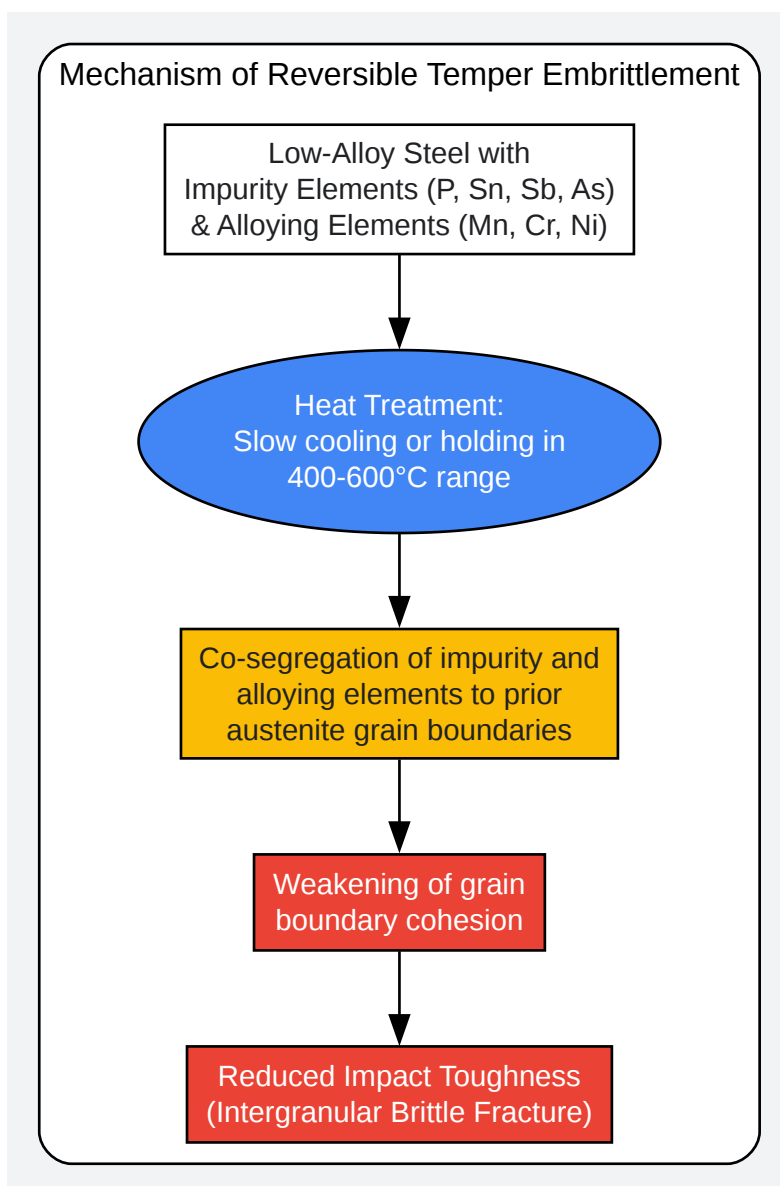 Mechanism of Reversible Temper Embrittlement
Low-Alloy Steel with
Impurity Elements (P, Sn, Sb, As)
& Alloying Elements (Mn, Cr, Ni)
Heat Treatment:
Slow cooling or holding in
400-600°C range
Co-segregation of impurity and
alloying elements to prior
austenite grain boundaries
Weakening of grain
boundary cohesion
Reduced Impact Toughness
(Intergranular Brittle Fracture)